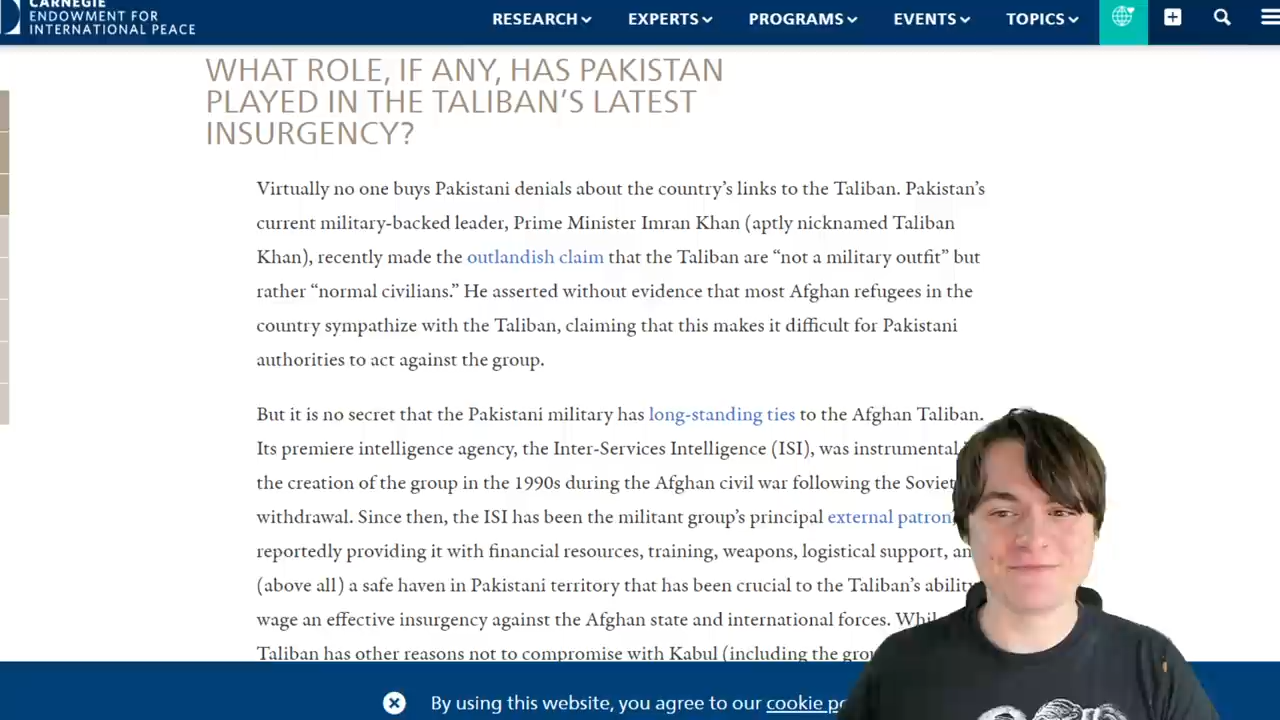 CARNEGIE
ENDOWMENT FOR
INTERNATIONAL PEACE
RESEARCH
EXPERTS
PROGRAMS
EVENTS
TOPICS
WHAT ROLE, IF ANY, HAS PAKISTAN
PLAYED IN THE TALIBAN’S LATEST
INSURGENCY?
Virtually no one buys Pakistani denials about the country’s links to the Taliban. Pakistan’s
current military-backed leader, Prime Minister Imran Khan (aptly nicknamed Taliban
Khan), recently made the outlandish claim that the Taliban are “not a military outfit” but
rather “normal civilians.” He asserted without evidence that most Afghan refugees in the
country sympathize with the Taliban, claiming that this makes it difficult for Pakistani
authorities to act against the group.
But it is no secret that the Pakistani military has long-standing ties to the Afghan Taliban.
Its premiere intelligence agency, the Inter-Services Intelligence (ISI), was instrumental
the creation of the group in the 1990s during the Afghan civil war following the Soviet
withdrawal. Since then, the ISI has been the militant group’s principal external patron,
reportedly providing it with financial resources, training, weapons, logistical support,
(above all) a safe haven in Pakistani territory that has been crucial to the Taliban’s ability
wage an effective insurgency against the Afghan state and international forces.
Taliban has other reasons not to compromise with Kabul (including the
By using this website, you agree to our cookie